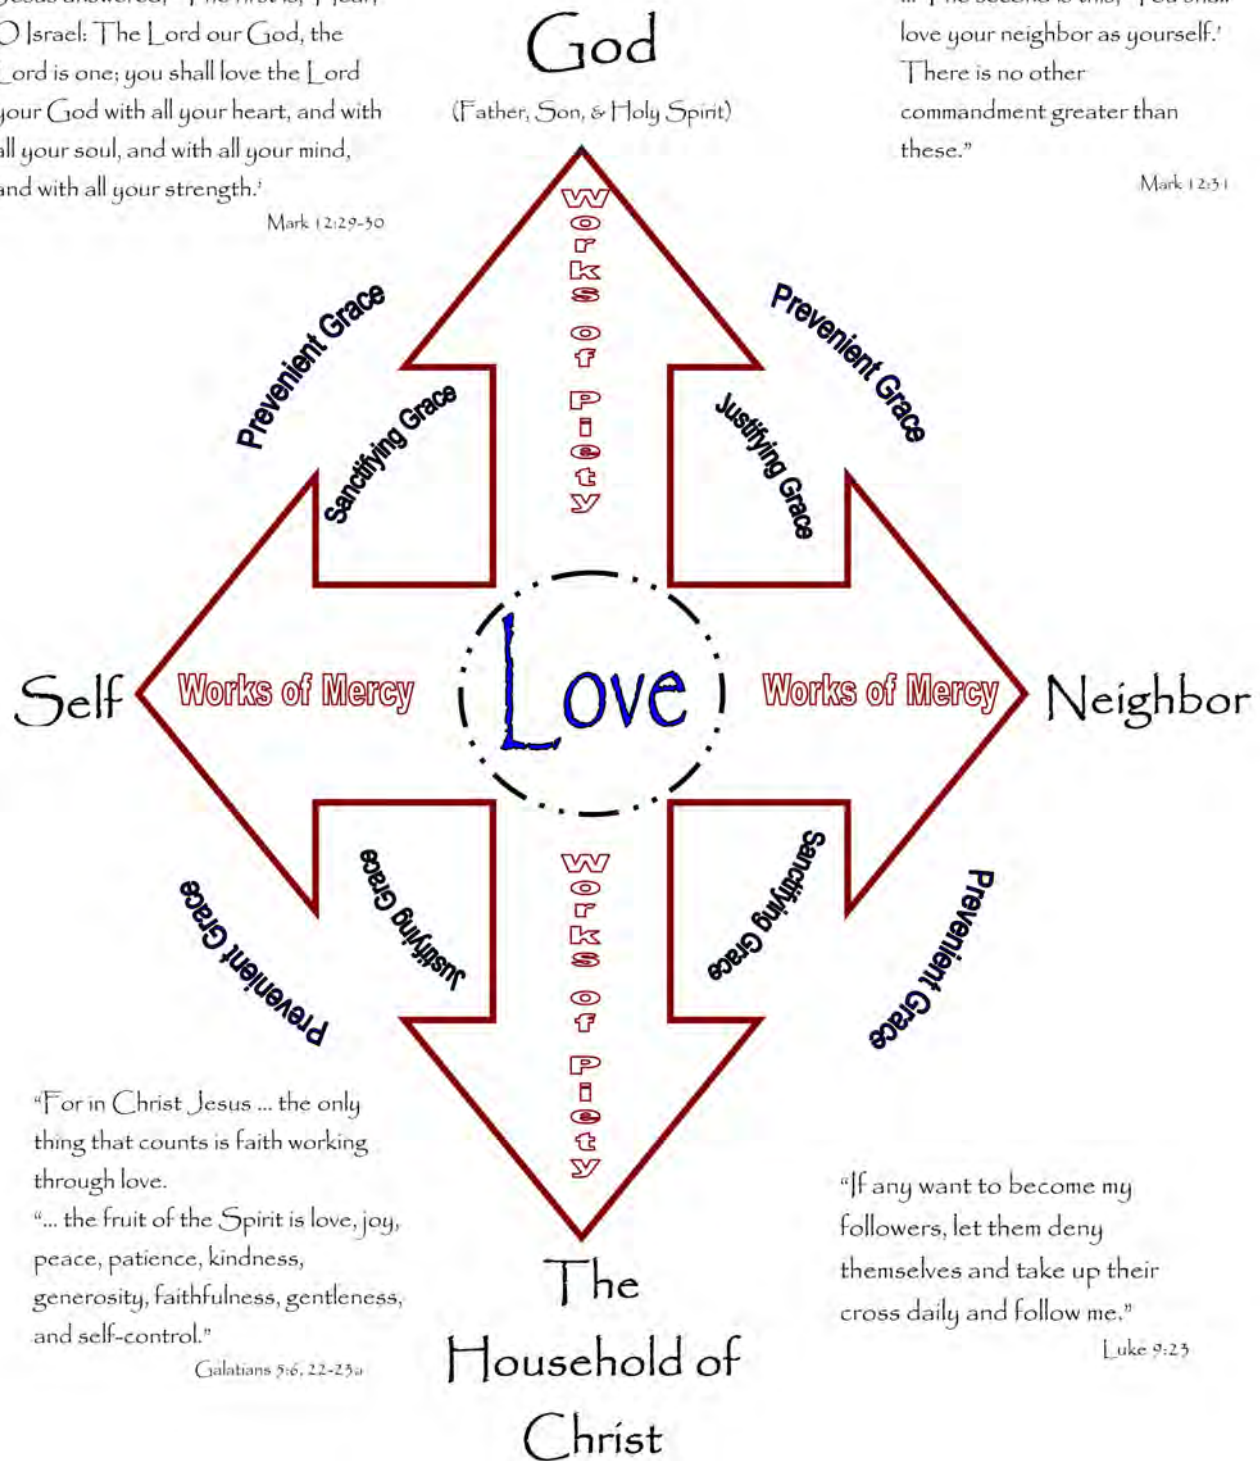 O Israel: The Lord our God, the
Lord is one; you shall love the Lord
your God with all your heart, and with
all your soul, and with all your mind,
and with all your strength.'
Mark 12:29-30
God
(Father, Son, & Holy Spirit)
love your neighbor as yourself.'
There is no other
commandment greater than
these."
Mark 12:31
Works of Piety
Prevenient Grace
Prevenient Grace
Sanctifying Grace
Justifying Grace
Self
Works of Mercy
Love
Works of Mercy
Neighbor
Justifying Grace
Sanctifying Grace
Prevenient Grace
Prevenient Grace
Works of Piety
"For in Christ Jesus ... the only
thing that counts is faith working
through love.
"... the fruit of the Spirit is love, joy,
peace, patience, kindness,
generosity, faithfulness, gentleness,
and self-control."
Galatians 5:6, 22-23a
The
Household of
Christ
"If any want to become my
followers, let them deny
themselves and take up their
cross daily and follow me."
Luke 9:23